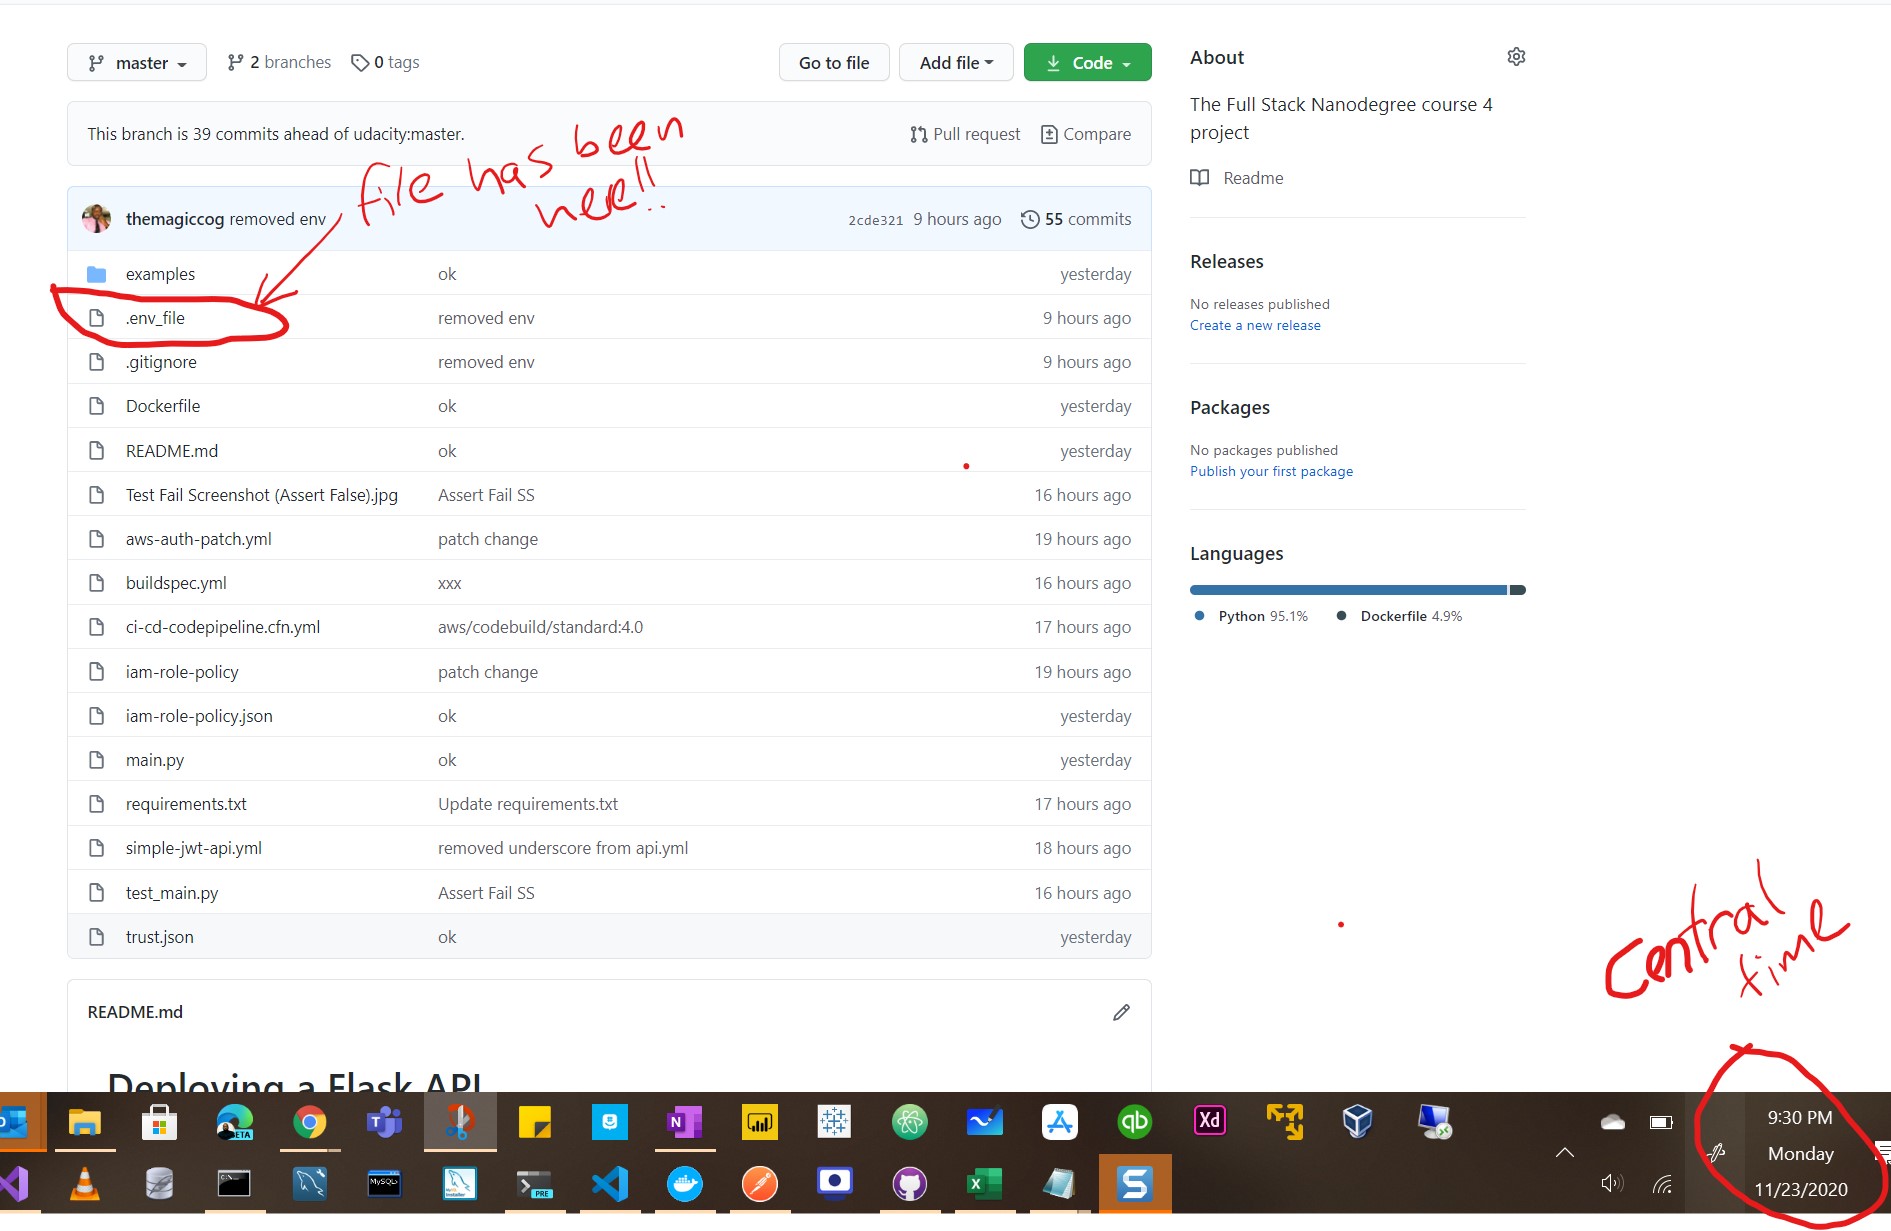 master
2 branches
0 tags
Go to file
Add file
Code
This branch is 39 commits ahead of udacity:master.
Pull request
Compare
file has been
here!!
themagiccog removed env
2cde321 9 hours ago
55 commits
examples ok yesterday
.env_file removed env 9 hours ago
.gitignore removed env 9 hours ago
Dockerfile ok yesterday
README.md ok yesterday
Test Fail Screenshot (Assert False).jpg Assert Fail SS 16 hours ago
aws-auth-patch.yml patch change 19 hours ago
buildspec.yml xxx 16 hours ago
ci-cd-codepipeline.cfn.yml aws/codebuild/standard:4.0 17 hours ago
iam-role-policy patch change 19 hours ago
iam-role-policy.json ok yesterday
main.py ok yesterday
requirements.txt Update requirements.txt 17 hours ago
simple-jwt-api.yml removed underscore from api.yml 18 hours ago
test_main.py Assert Fail SS 16 hours ago
trust.json ok yesterday
README.md
Deploying a Flask API
About
The Full Stack Nanodegree course 4
project
Readme
Releases
No releases published
Create a new release
Packages
No packages published
Publish your first package
Languages
Python 95.1%
Dockerfile 4.9%
Central
time
BETA
N
qb
Xd
MySQL
PRE
X
S
9:30 PM
Monday
11/23/2020